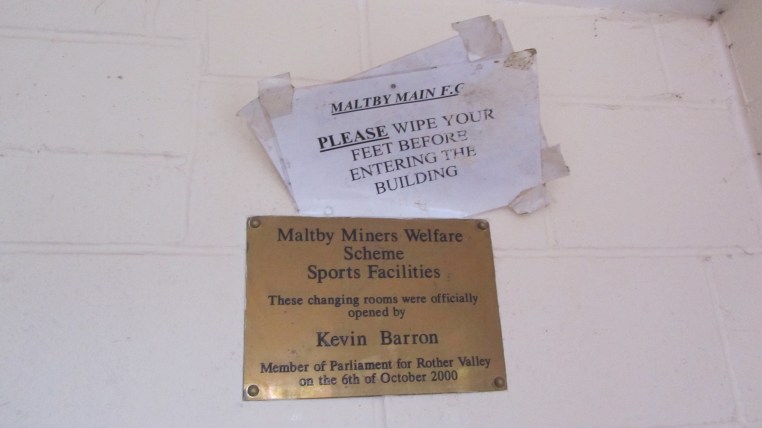 MALTBY MAIN F.C
PLEASE WIPE YOUR
FEET BEFORE
ENTERING THE
BUILDING
Maltby Miners Welfare
Scheme
Sports Facilities
These changing rooms were officially
opened by
Kevin Barron
Member of Parliament for Rother Valley
on the 6th of October 2000